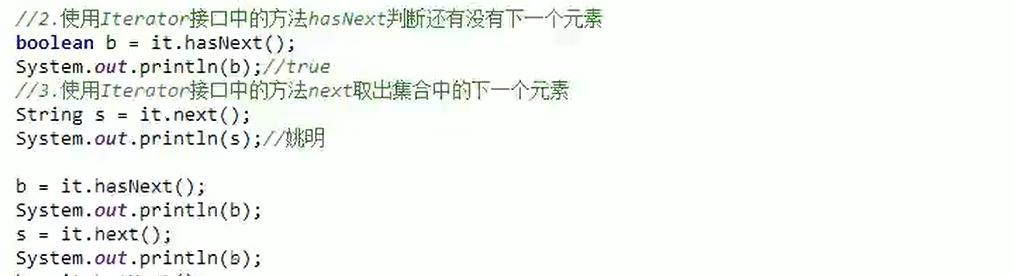 //2.使用Iterator接口中的方法hasNext判断还有没有下一个元素
boolean b = it.hasNext();
System.out.println(b);//true
//3.使用Iterator接口中的方法next取出集合中的下一个元素
String s = it.next();
System.out.println(s);//姚明
b = it.hasNext();
System.out.println(b);
s = it.next();
System.out.println(b);